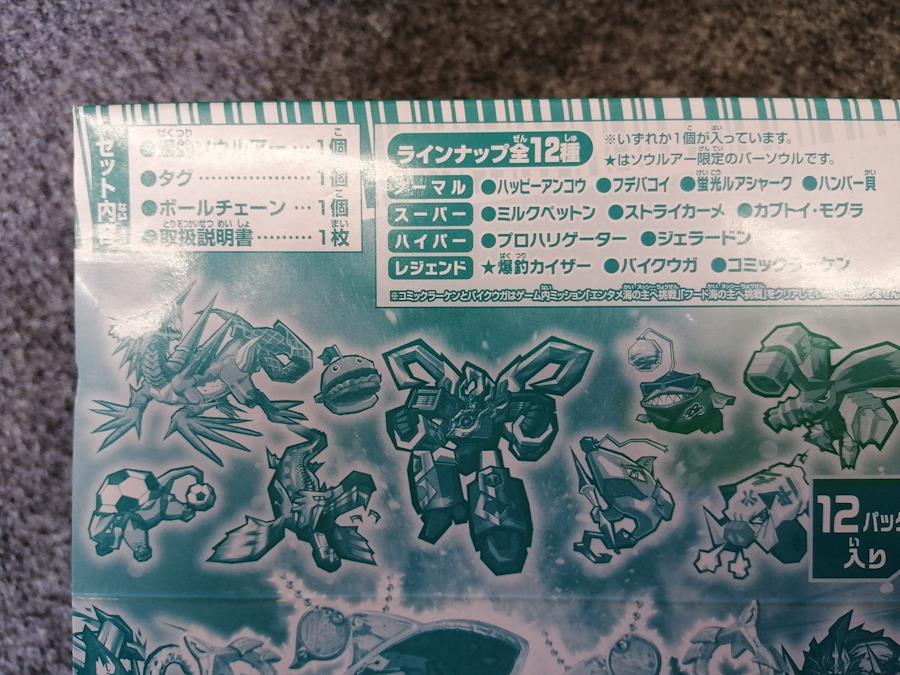 セット内容
●爆釣ソウルアー…1個
●タグ…………………1個
●ボールチェーン…1個
●取扱説明書…………1枚
ラインナップ全12種
※いずれか1個が入っています。
★はソウルアー限定のバーソウルです。
ノーマル ●ハッピーアンコウ ●フデバコイ ●蛍光ルアシャーク ●ハンバー貝
スーパー ●ミルクペットン ●ストライカーメ ●カブトイ・モグラ
ハイパー ●プロハリゲーター ●ジェラードン
レジェンド ★爆釣カイザー ●バイクウガ ●コミックラーケン
※コミックラーケンとバイクウガはゲーム内ミッション「エンタメ海の主へ挑戦」「フード海の主へ挑戦」をクリアして
12パック
入り